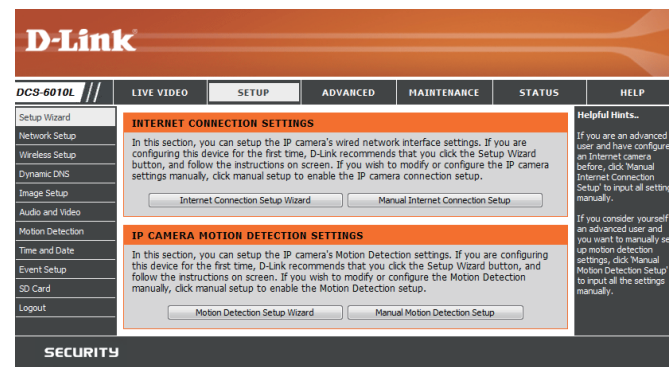 D-Link
DCS-6010L // LIVE VIDEO SETUP ADVANCED MAINTENANCE STATUS HELP
Setup Wizard
Network Setup
Wireless Setup
Dynamic DNS
Image Setup
Audio and Video
Motion Detection
Time and Date
Event Setup
SD Card
Logout
INTERNET CONNECTION SETTINGS
In this section, you can setup the IP camera's wired network interface settings. If you are
configuring this device for the first time, D-Link recommends that you click the Setup Wizard
button, and follow the instructions on screen. If you wish to modify or configure the IP camera
settings manually, click manual setup to enable the IP camera connection setup.
Internet Connection Setup Wizard Manual Internet Connection Setup
IP CAMERA MOTION DETECTION SETTINGS
In this section, you can setup the IP camera's Motion Detection settings. If you are configuring
this device for the first time, D-Link recommends that you click the Setup Wizard button, and
follow the instructions on screen. If you wish to modify or configure the Motion Detection
manually, click manual setup to enable the Motion Detection setup.
Motion Detection Setup Wizard Manual Motion Detection Setup
Helpful Hints..
If you are an advanced
user and have configure
an Internet camera
before, click 'Manual
Internet Connection
Setup' to input all setting
manually.
If you consider yourself
an advanced user and
you want to manually se
up motion detection
settings, click 'Manual
Motion Detection Setup'
to input all the settings
manually.
SECURITY